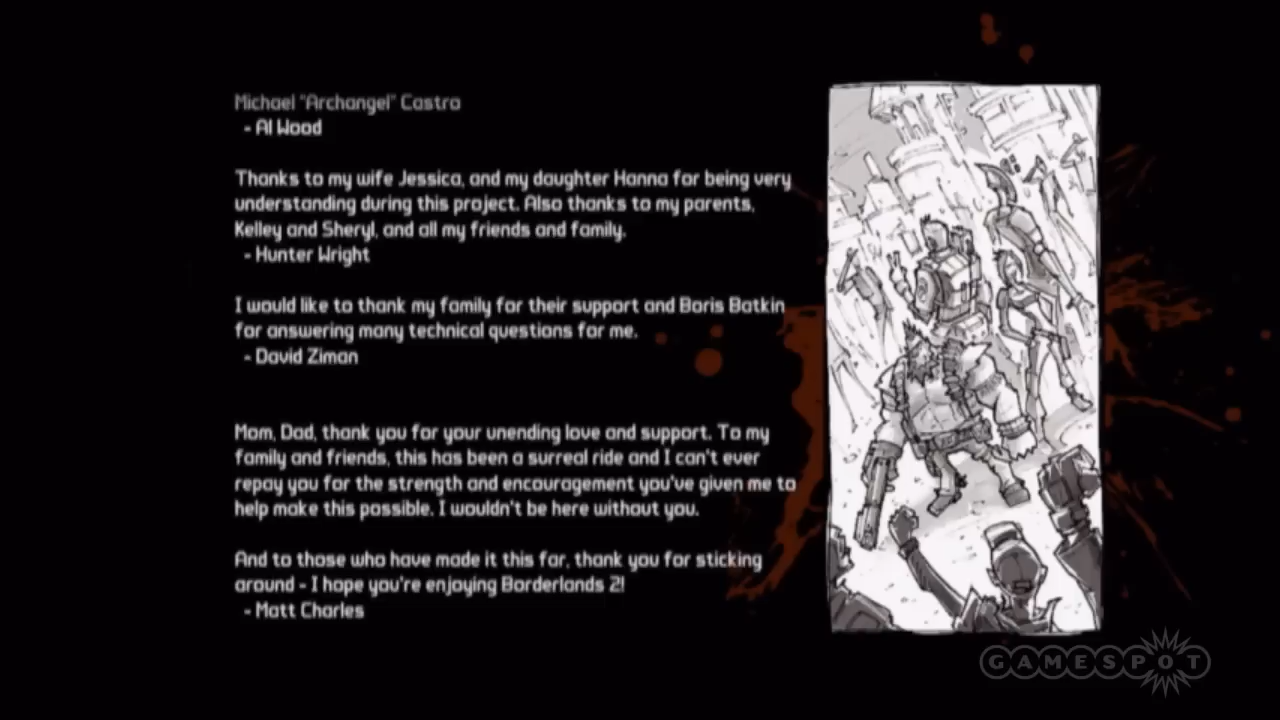 Michael "Archangel" Castro
- Al Wood
Thanks to my wife Jessica, and my daughter Hanna for being very
understanding during this project. Also thanks to my parents,
Kelley and Sheryl, and all my friends and family.
- Hunter Wright
I would like to thank my family for their support and Boris Batkin
for answering many technical questions for me.
- David Ziman
Mom, Dad, thank you for your unending love and support. To my
family and friends, this has been a surreal ride and I can't ever
repay you for the strength and encouragement you've given me to
help make this possible. I wouldn't be here without you.
And to those who have made it this far, thank you for sticking
around - I hope you're enjoying Borderlands 2!
- Matt Charles
GAMESPOT